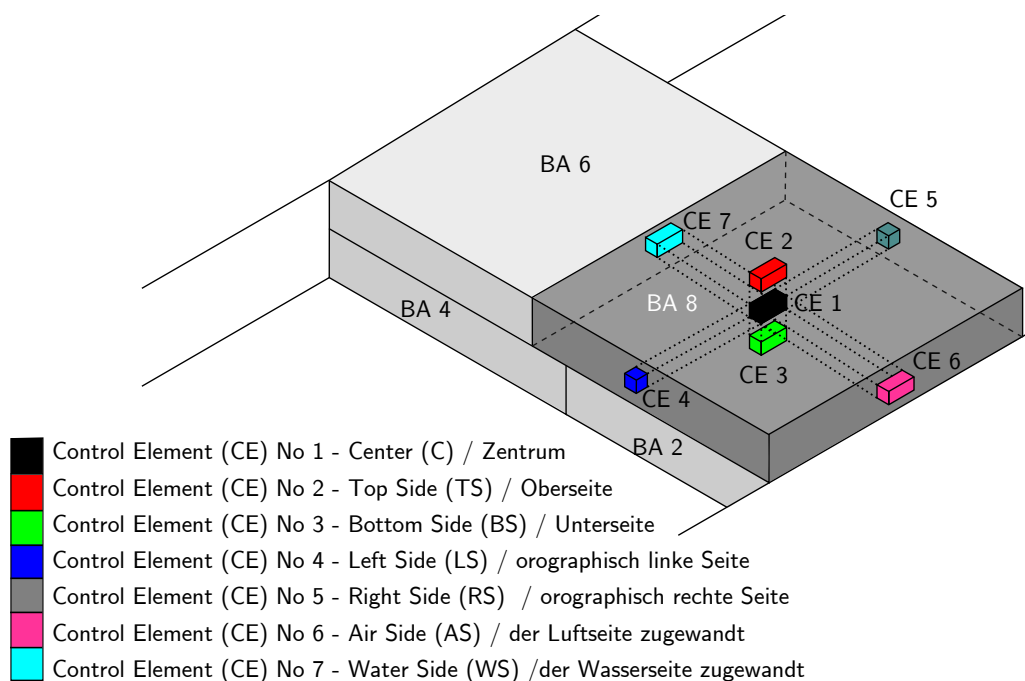 BA 6
CE 5
CE 7
CE 2
BA 8
CE 1
BA 4
CE 3
CE 6
CE 4
BA 2
Control Element (CE) No 1 - Center (C) / Zentrum
Control Element (CE) No 2 - Top Side (TS) / Oberseite
Control Element (CE) No 3 - Bottom Side (BS) / Unterseite
Control Element (CE) No 4 - Left Side (LS) / orographisch linke Seite
Control Element (CE) No 5 - Right Side (RS) / orographisch rechte Seite
Control Element (CE) No 6 - Air Side (AS) / der Luftseite zugewandt
Control Element (CE) No 7 - Water Side (WS) /der Wasserseite zugewandt